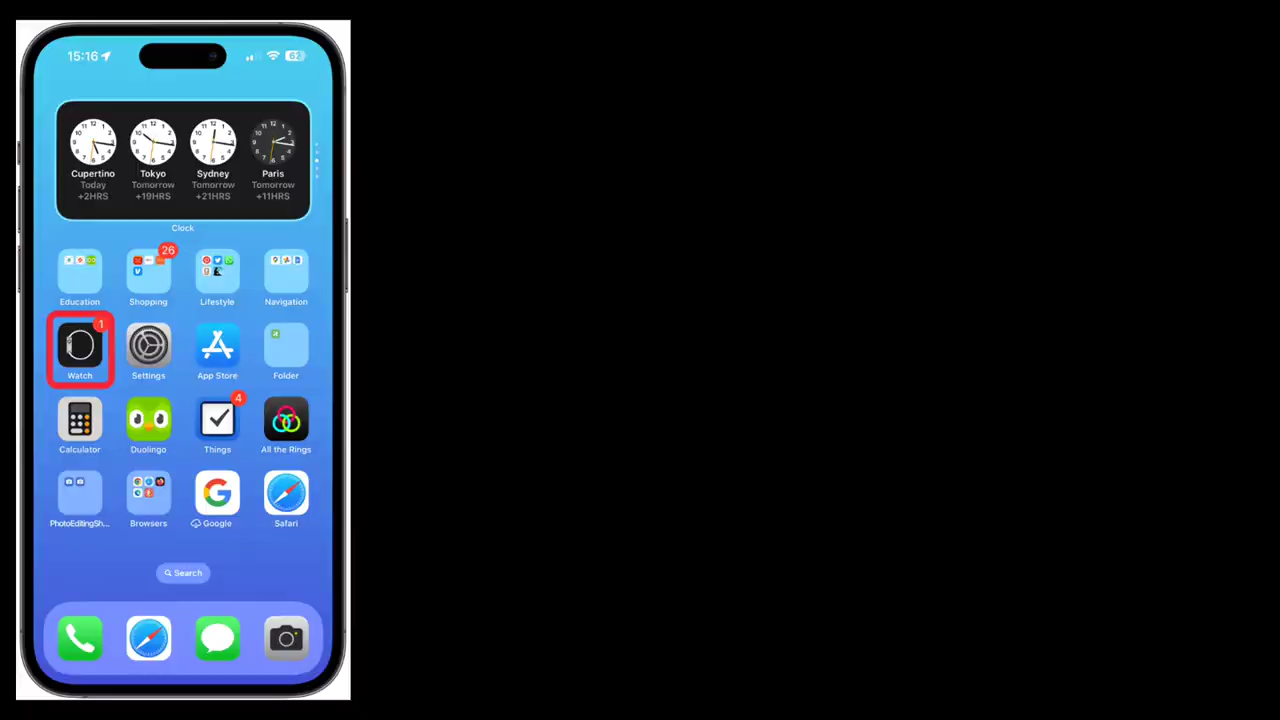 15:16
62
Cupertino Tokyo Sydney Paris
Today Tomorrow Tomorrow Tomorrow
+2HRS +19HRS +21HRS +11HRS
Clock
26
Education Shopping Lifestyle Navigation
1
Watch Settings App Store Folder
4
Calculator Duolingo Things All the Rings
PhotoEditingSh... Browsers Google Safari
Search